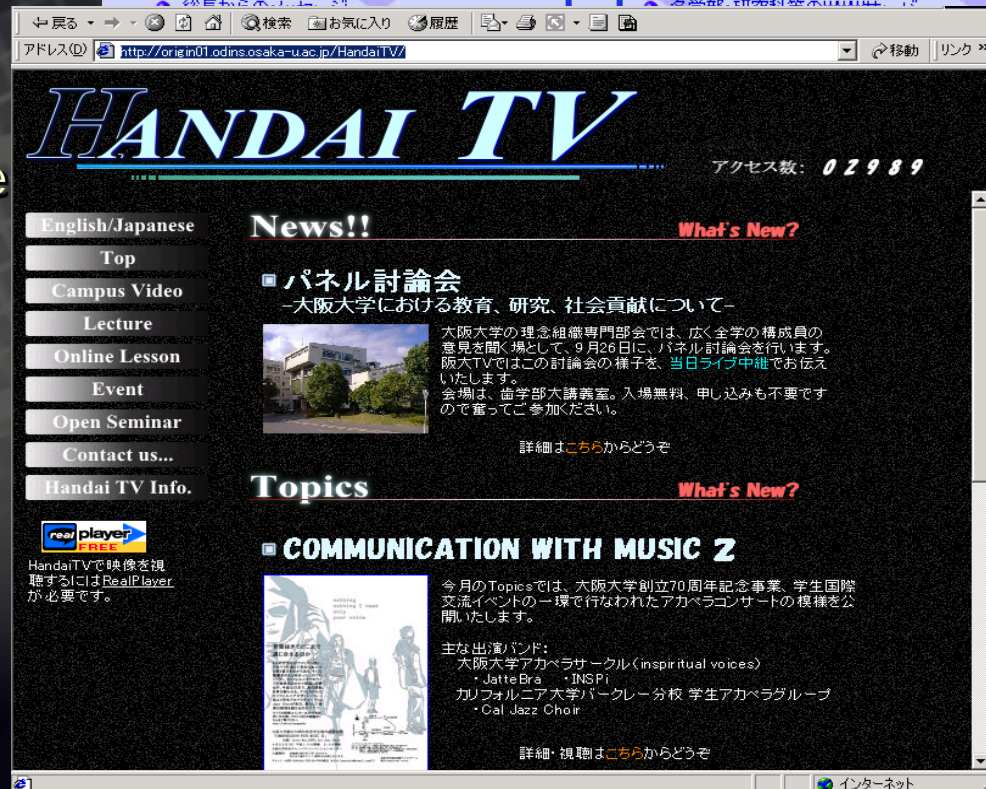 戻る
検索 お気に入り 履歴
アドレス(D) http://origin01.odins.osaka-u.ac.jp/HandaiTV/ 移動 リンク »
HANDAI TV
アクセス数: 02989
English/Japanese
Top
Campus Video
Lecture
Online Lesson
Event
Open Seminar
Contact us...
Handai TV Info.
real player
FREE
HandaiTVで映像を視
聴するにはRealPlayer
が必要です。
News!! What's New?
パネル討論会
−大阪大学における教育、研究、社会貢献について−
大阪大学の理念組織専門部会では、広く全学の構成員の
意見を聞く場として、9月26日に、パネル討論会を行います。
阪大TVではこの討論会の様子を、当日ライブ中継でお伝え
いたします。
会場は、歯学部大講義室。入場無料、申し込みも不要です
ので奮ってご参加ください。
詳細はこちらからどうぞ
Topics What's New?
COMMUNICATION WITH MUSIC 2
nothing
nothing I need
only
your voice
今月のTopicsでは、大阪大学創立70周年記念事業、学生国際
交流イベントの一環で行なわれたアカペラコンサートの模様を公
開いたします。
主な出演バンド:
大阪大学アカペラサークル(inspiritual voices)
・JatteBra ・INSPi
カリフォルニア大学バークレー分校 学生アカペラグループ
・Cal Jazz Choir
詳細・視聴はこちらからどうぞ
インターネット